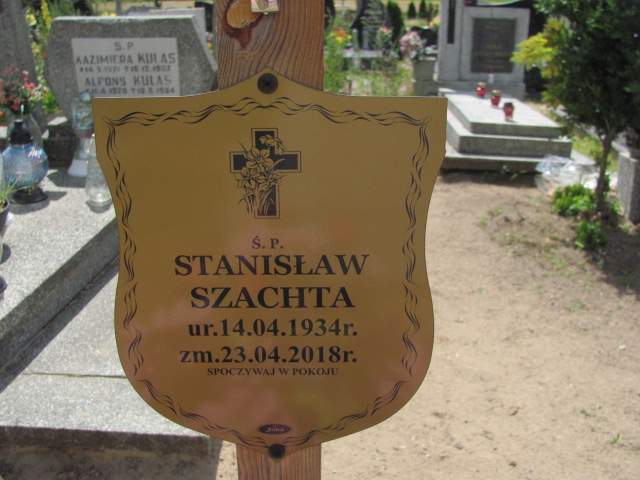 Ś. P.
STANISŁAW
SZACHTA
ur.14.04.1934r.
zm.23.04.2018r.
SPOCZYWAJ W POKOJU
Ś.P.
KAZIMIERA KULAS
ALFONS KULAS